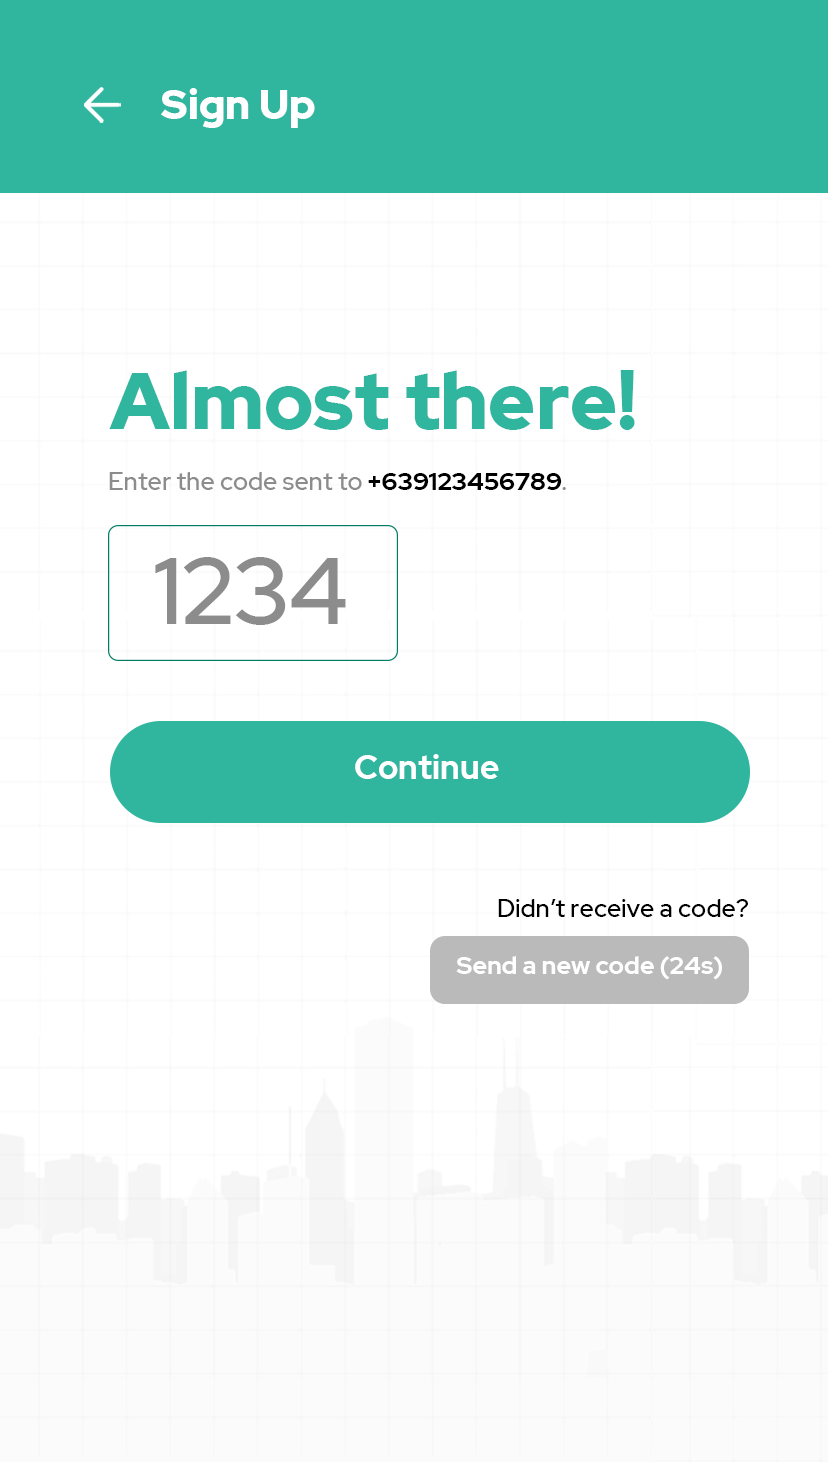 Sign Up
Almost there!
Enter the code sent to +639123456789.
1234
Continue
Didn’t receive a code?
Send a new code (24s)